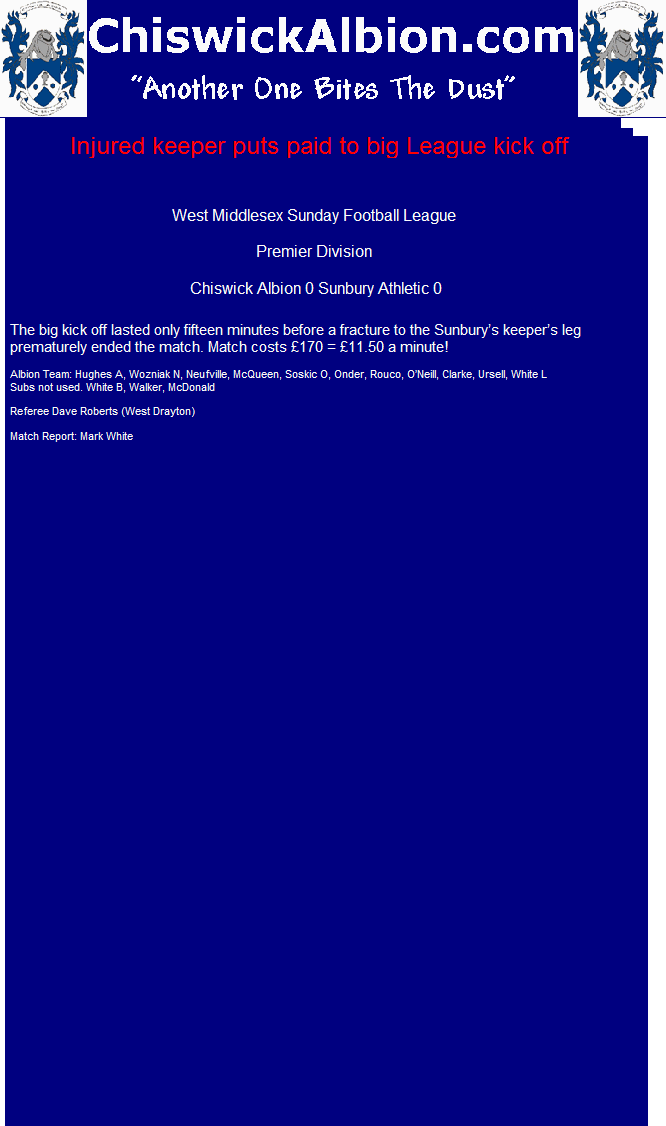 ChiswickAlbion.com
"Another One Bites The Dust"
Injured keeper puts paid to big League kick off
West Middlesex Sunday Football League
Premier Division
Chiswick Albion 0 Sunbury Athletic 0
The big kick off lasted only fifteen minutes before a fracture to the Sunbury's keeper's leg
prematurely ended the match. Match costs £170 = £11.50 a minute!
Albion Team: Hughes A, Wozniak N, Neufville, McQueen, Soskic O, Onder, Rouco, O'Neill, Clarke, Ursell, White L
Subs not used. White B, Walker, McDonald
Referee Dave Roberts (West Drayton)
Match Report: Mark White